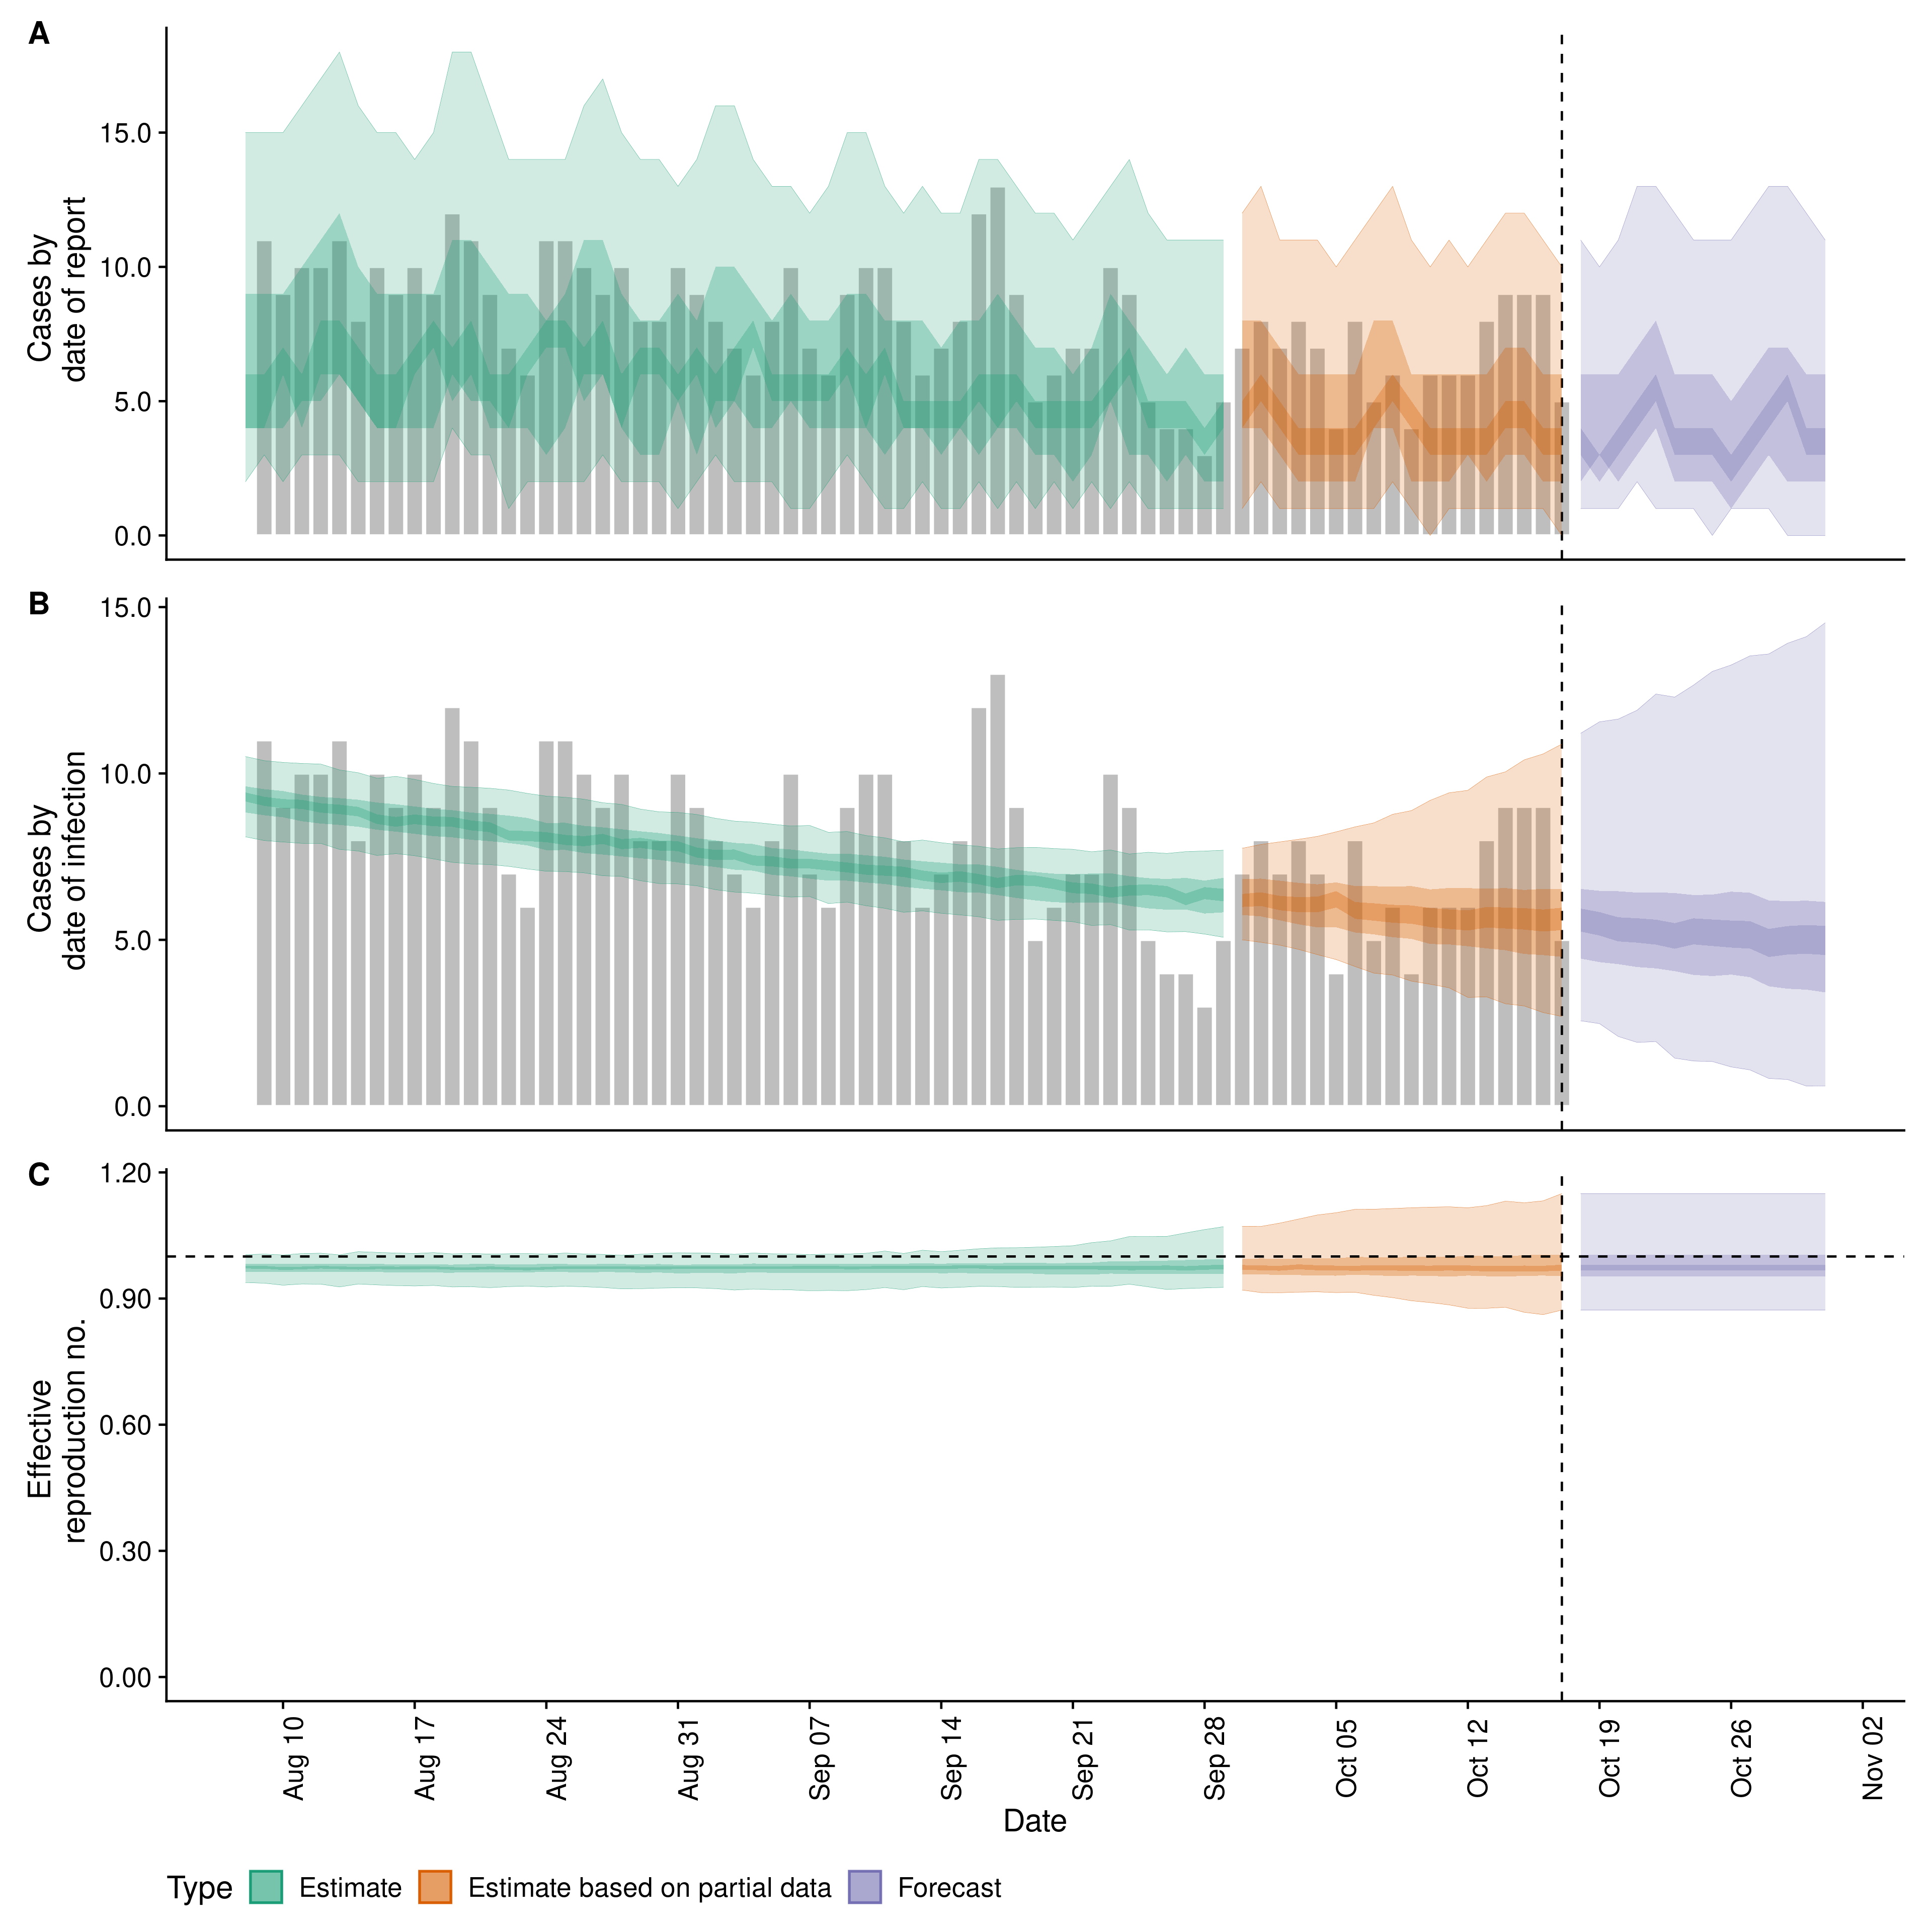 A
Cases by
date of report
15.0
10.0
5.0
0.0
B
Cases by
date of infection
15.0
10.0
5.0
0.0
C
Effective
reproduction no.
1.20
0.90
0.60
0.30
0.00
Aug 10
Aug 17
Aug 24
Aug 31
Sep 07
Sep 14
Sep 21
Sep 28
Oct 05
Oct 12
Oct 19
Oct 26
Nov 02
Date
Type Estimate Estimate based on partial data Forecast